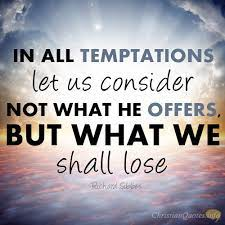 IN ALL TEMPTATIONS
let us consider
NOT WHAT HE OFFERS,
BUT WHAT WE
shall lose
- Richard Sibbes
ChristianQuotes.info